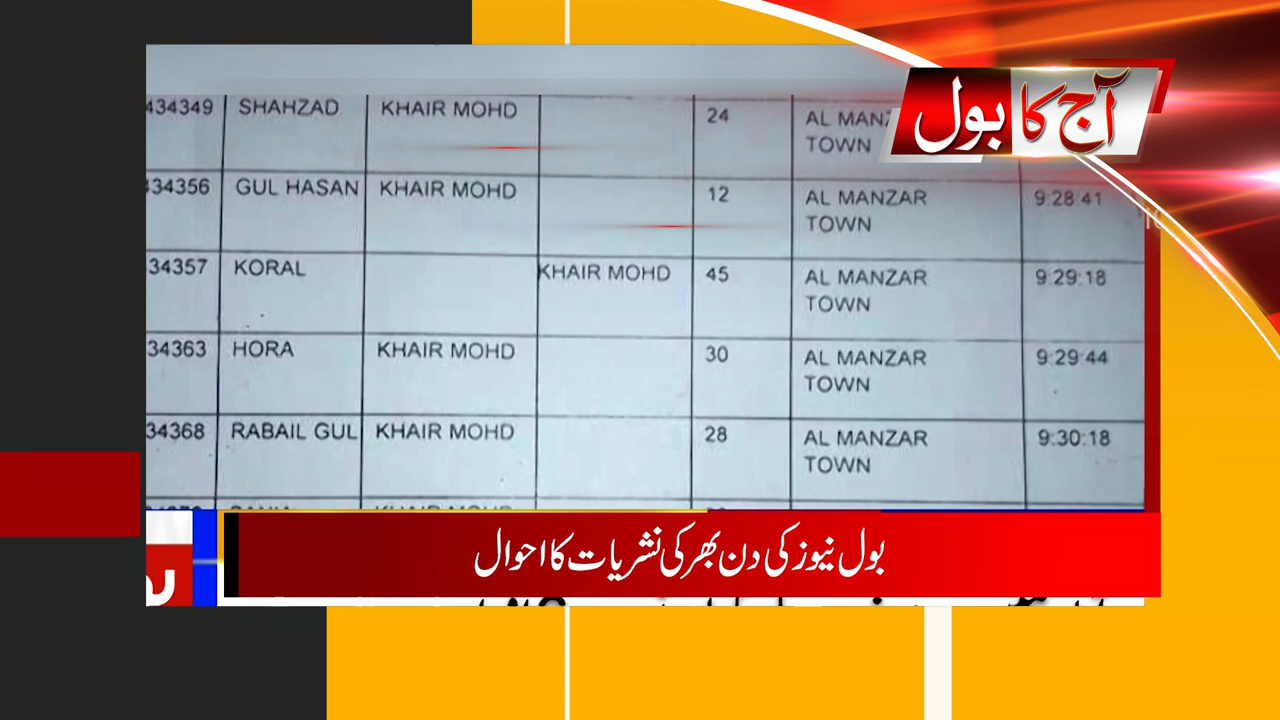 آج کا بول
434349 SHAHZAD KHAIR MOHD 24 AL MANZ
TOWN
434356 GUL HASAN KHAIR MOHD 12 AL MANZAR 9:28:41
TOWN
34357 KORAL KHAIR MOHD 45 AL MANZAR 9:29:18
TOWN
34363 HORA KHAIR MOHD 30 AL MANZAR 9:29:44
TOWN
34368 RABAIL GUL KHAIR MOHD 28 AL MANZAR 9:30:18
TOWN
بول نیوز کی دن بھر کی نشریات کا احوال